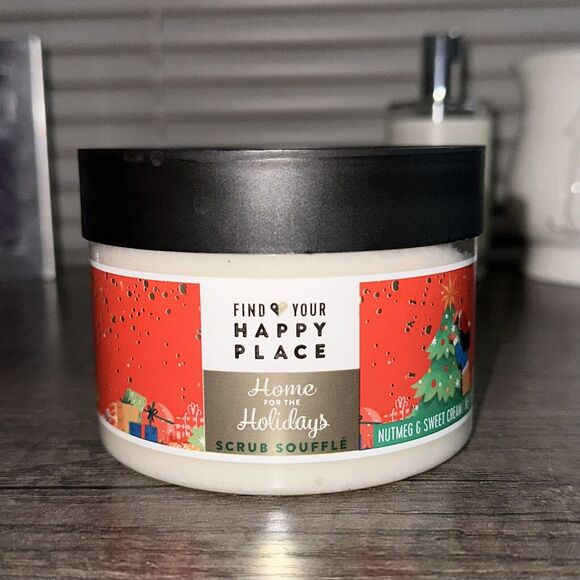 FIND YOUR
HAPPY
PLACE
Home
FOR THE
Holidays
SCRUB SOUFFLÉ
NUTMEG & SWEET CREAM